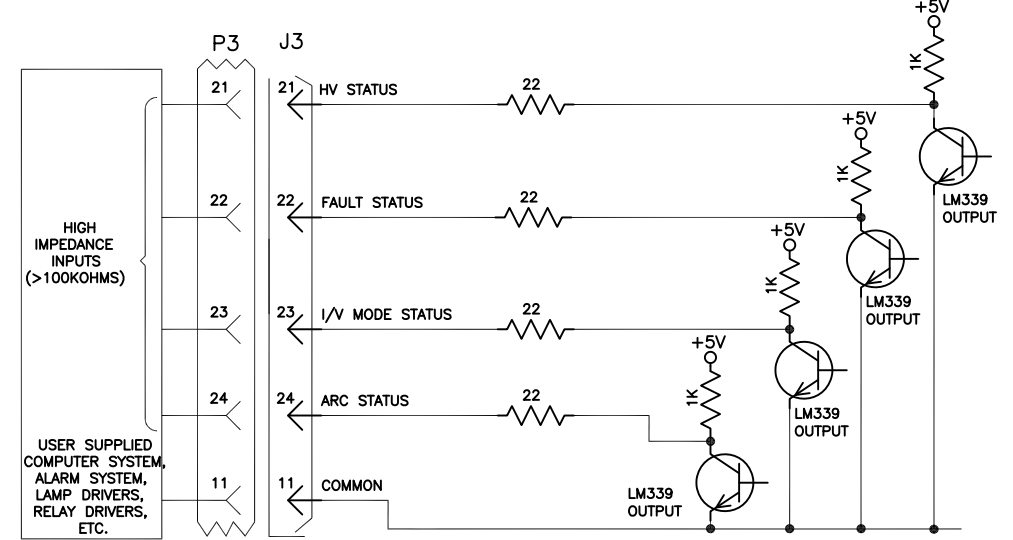 +5V
P3
J3
1K
21
21
HV STATUS
22
+5V
1K
LM339
OUTPUT
22
22
FAULT STATUS
22
HIGH
IMPEDANCE
INPUTS
(>100KOHMS)
+5V
1K
LM339
OUTPUT
23
23
I/V MODE STATUS
22
+5V
1K
24
24
ARC STATUS
22
LM339
OUTPUT
USER SUPPLIED
COMPUTER SYSTEM,
ALARM SYSTEM,
LAMP DRIVERS,
RELAY DRIVERS,
ETC.
11
11
COMMON
LM339
OUTPUT